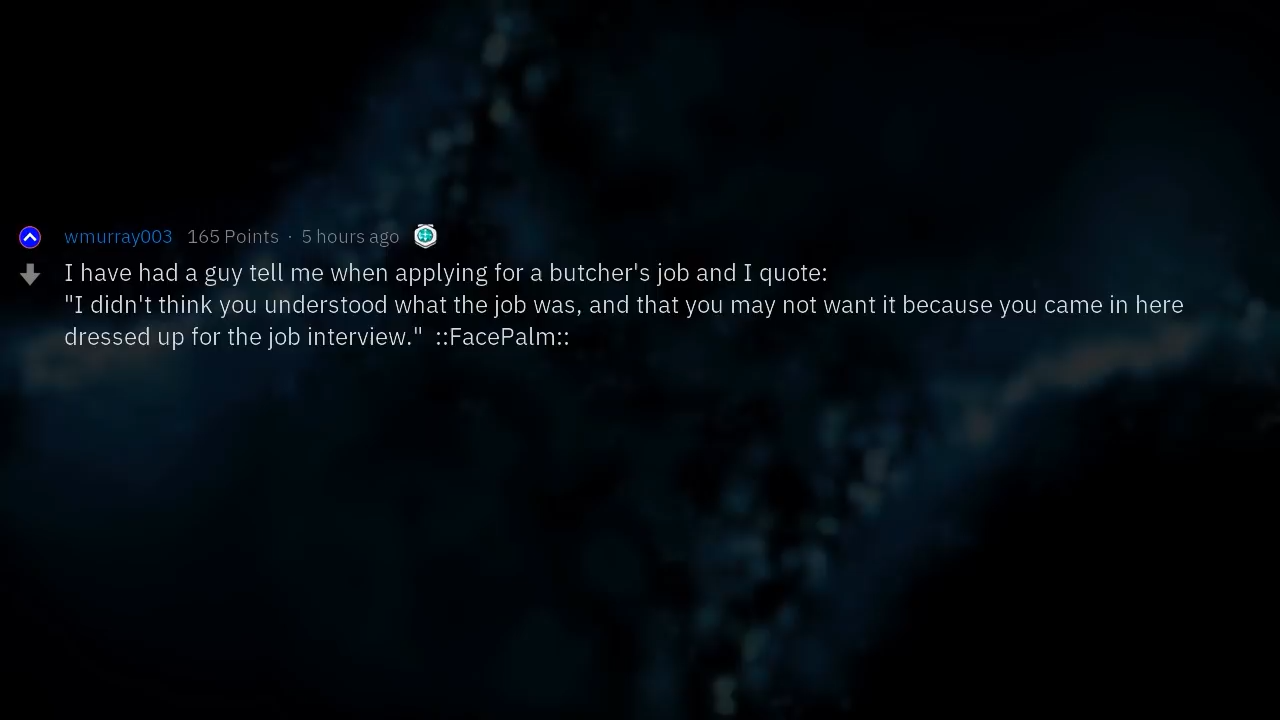 wmurray003 165 Points · 5 hours ago
I have had a guy tell me when applying for a butcher's job and I quote:
"I didn't think you understood what the job was, and that you may not want it because you came in here
dressed up for the job interview." ::FacePalm::